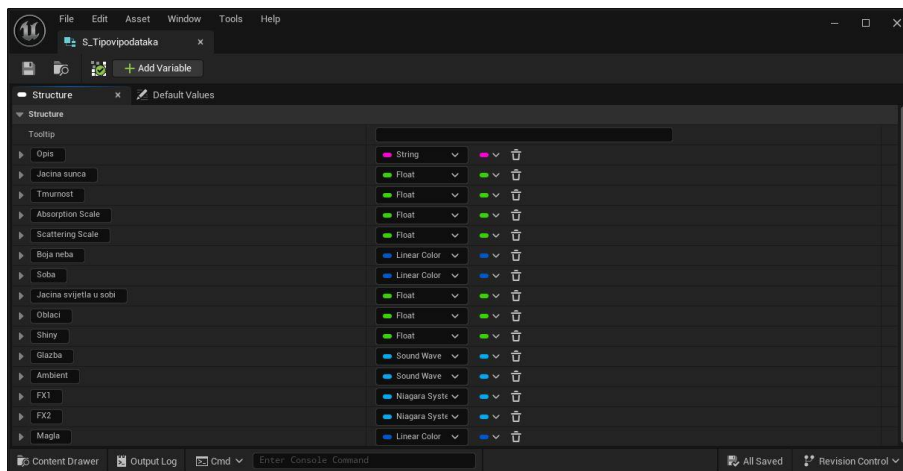 File Edit Asset Window Tools Help
S_Tipovipodataka
+ Add Variable
Structure Default Values
Structure
Tooltip
Opis String
Jacina sunca Float
Tmurnost Float
Absorption Scale Float
Scattering Scale Float
Boja neba Linear Color
Soba Linear Color
Jacina svijetla u sobi Float
Oblaci Float
Shiny Float
Glazba Sound Wave
Ambient Sound Wave
FX1 Niagara Syste
FX2 Niagara Syste
Magla Linear Color
Content Drawer Output Log Cmd Enter Console Command All Saved Revision Control